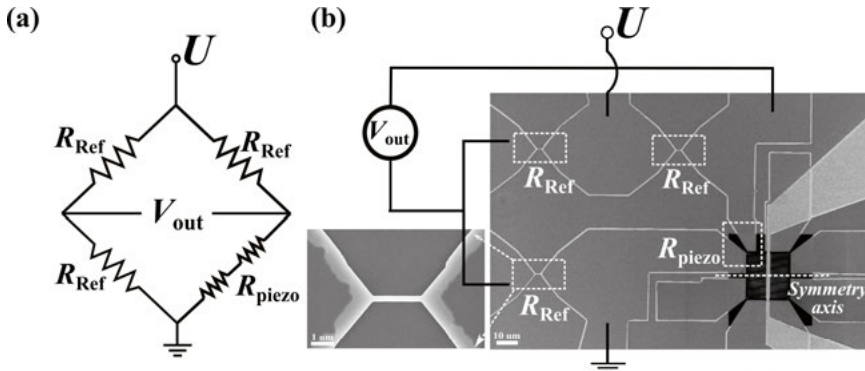 (a)
U
R_Ref
R_Ref
V_out
R_Ref
R_piezo
(b)
U
V_out
R_Ref
R_Ref
R_piezo
R_Ref
Symmetry
axis
1 um
10 um